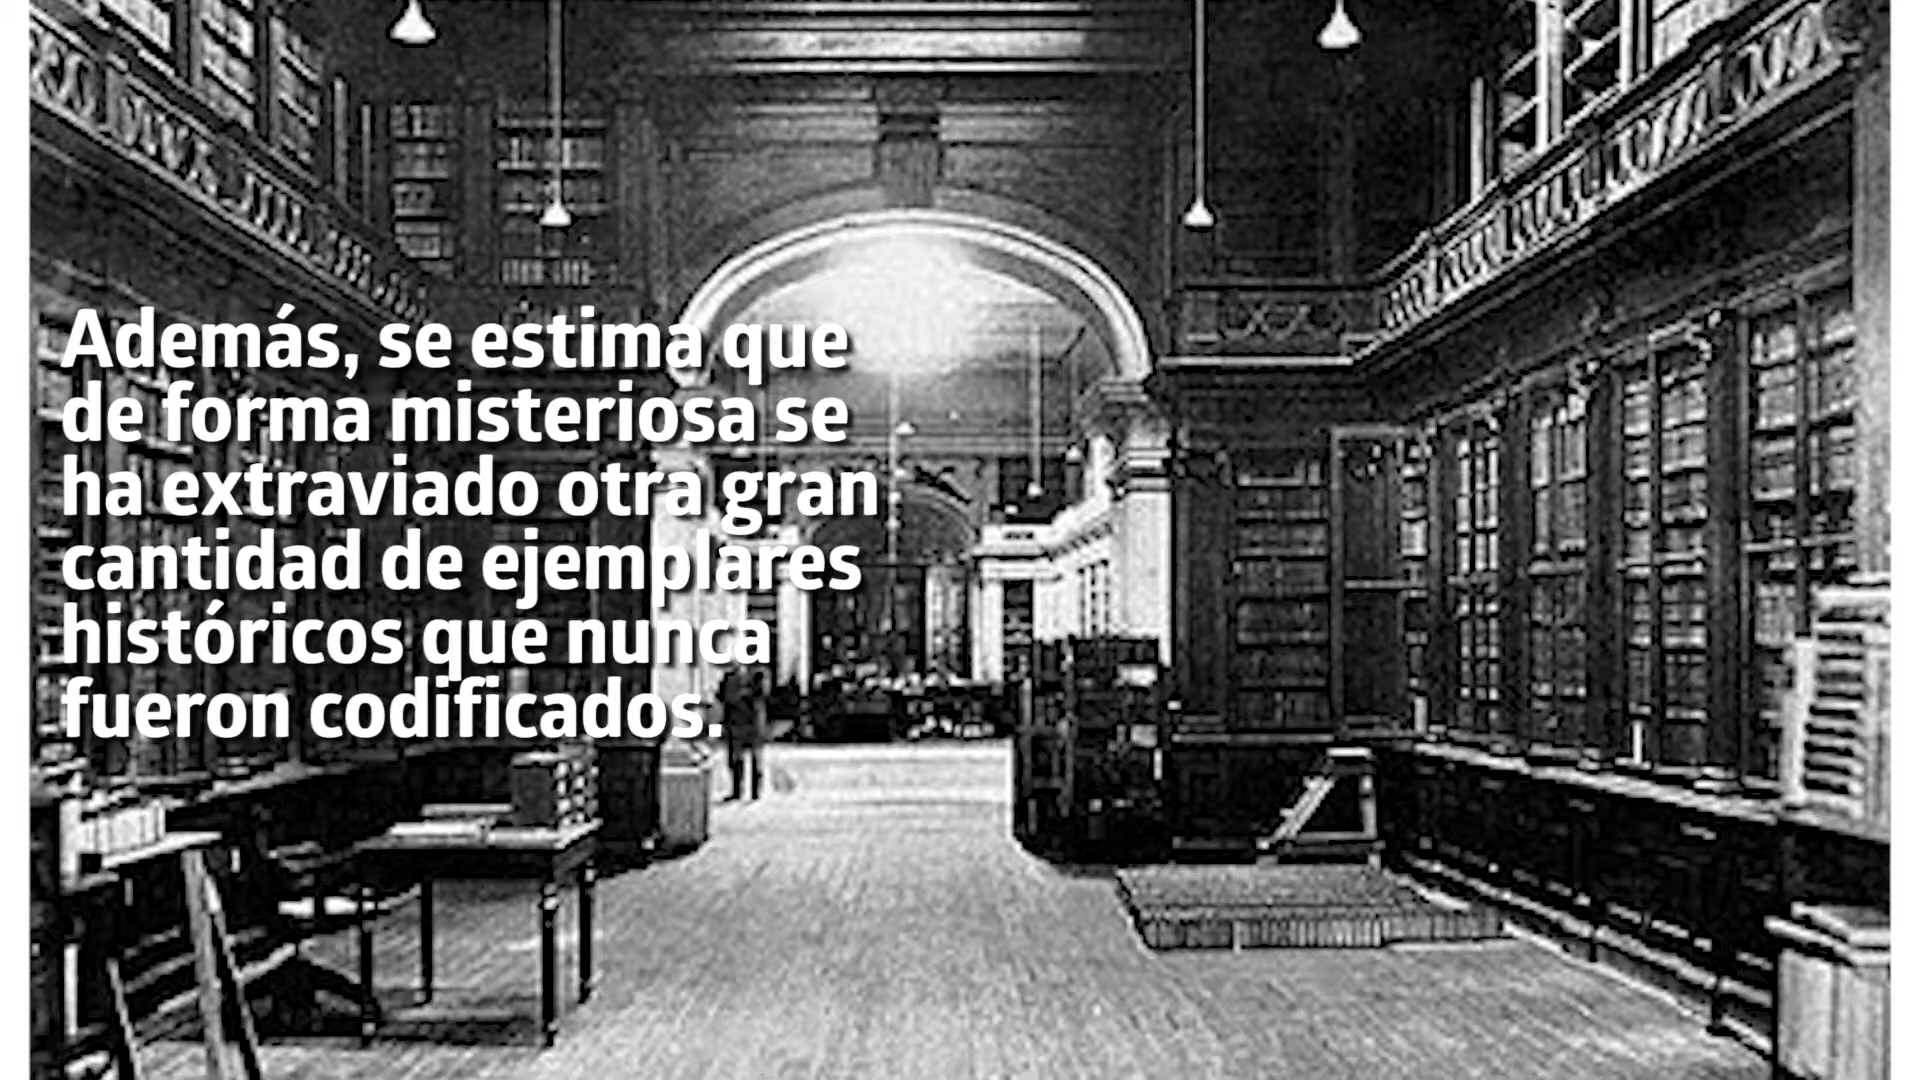 Además, se estima que
de forma misteriosa se
ha extraviado otra gran
cantidad de ejemplares
históricos que nunca
fueron codificados.